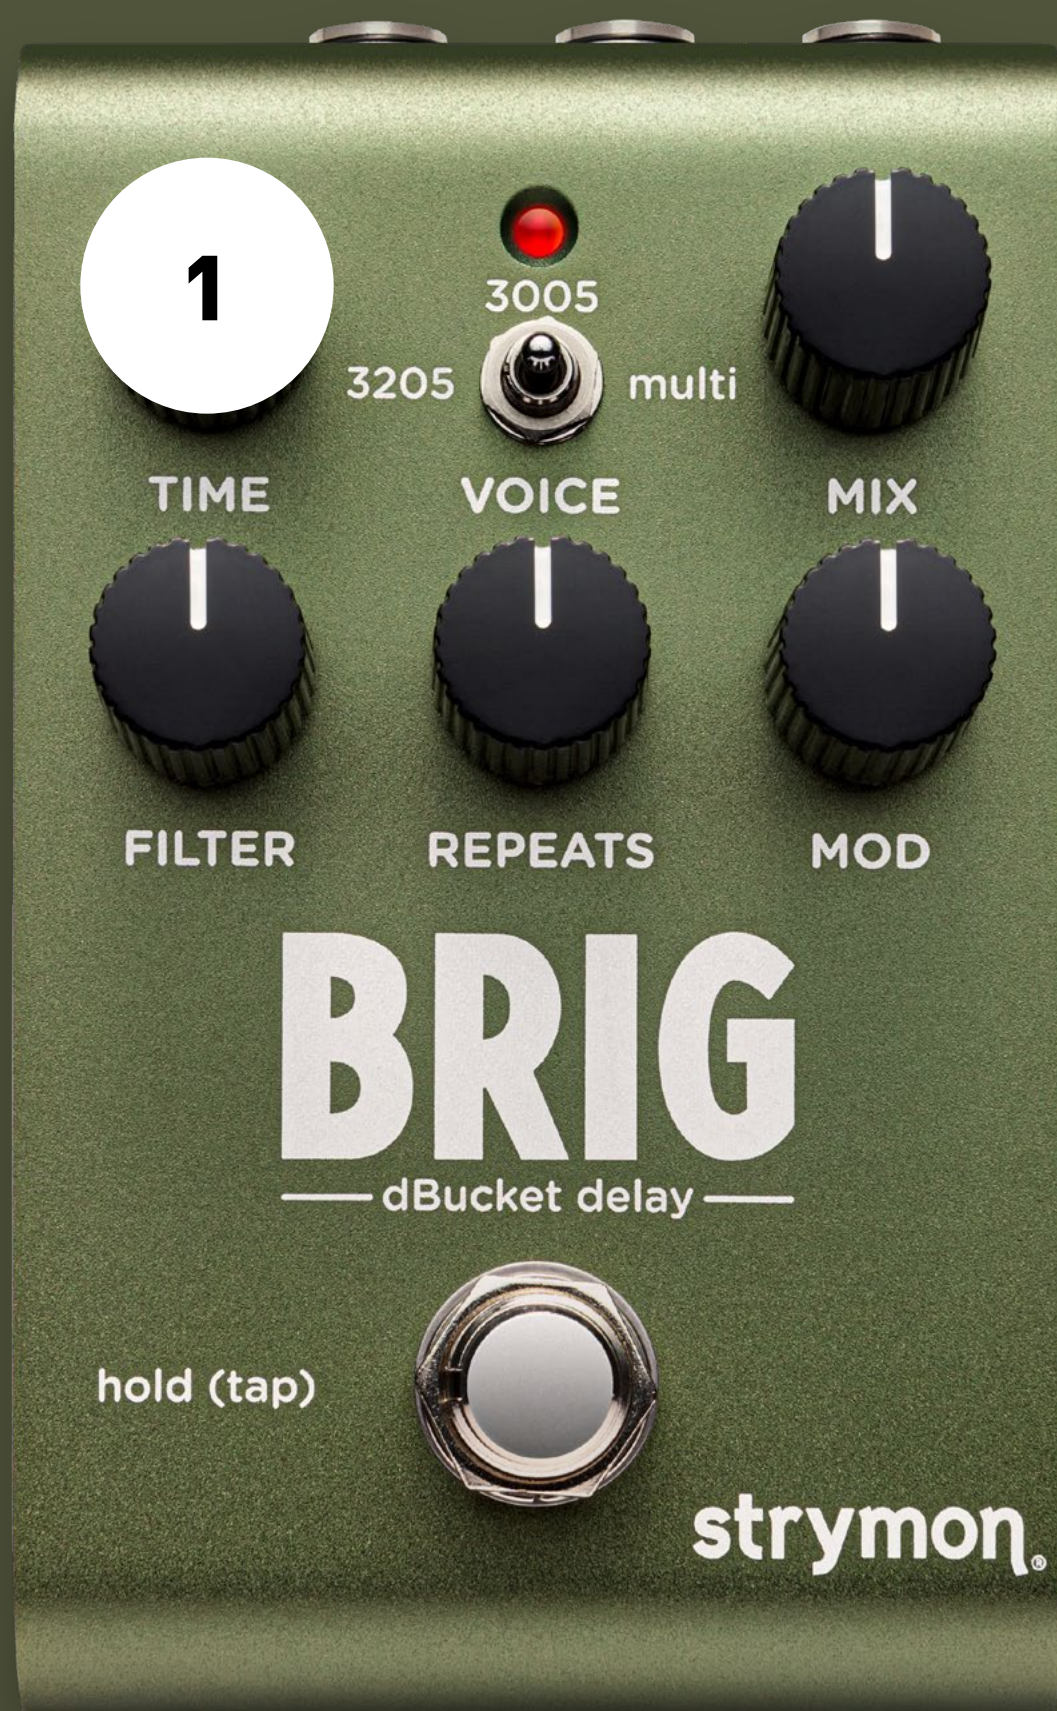 1
3005
3205 multi
TIME VOICE MIX
FILTER REPEATS MOD
BRIG
dBucket delay
hold (tap)
strymon®